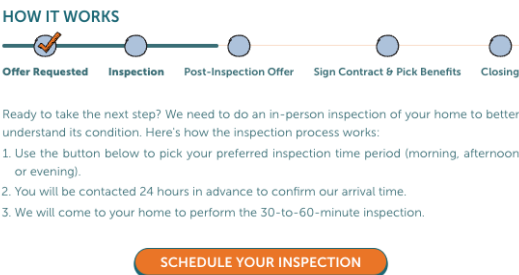 HOW IT WORKS
Offer Requested Inspection Post-Inspection Offer Sign Contract & Pick Benefits Closing
Ready to take the next step? We need to do an in-person inspection of your home to better
understand its condition. Here's how the inspection process works:
1. Use the button below to pick your preferred inspection time period (morning, afternoon
or evening).
2. You will be contacted 24 hours in advance to confirm our arrival time.
3. We will come to your home to perform the 30-to-60-minute inspection.
SCHEDULE YOUR INSPECTION